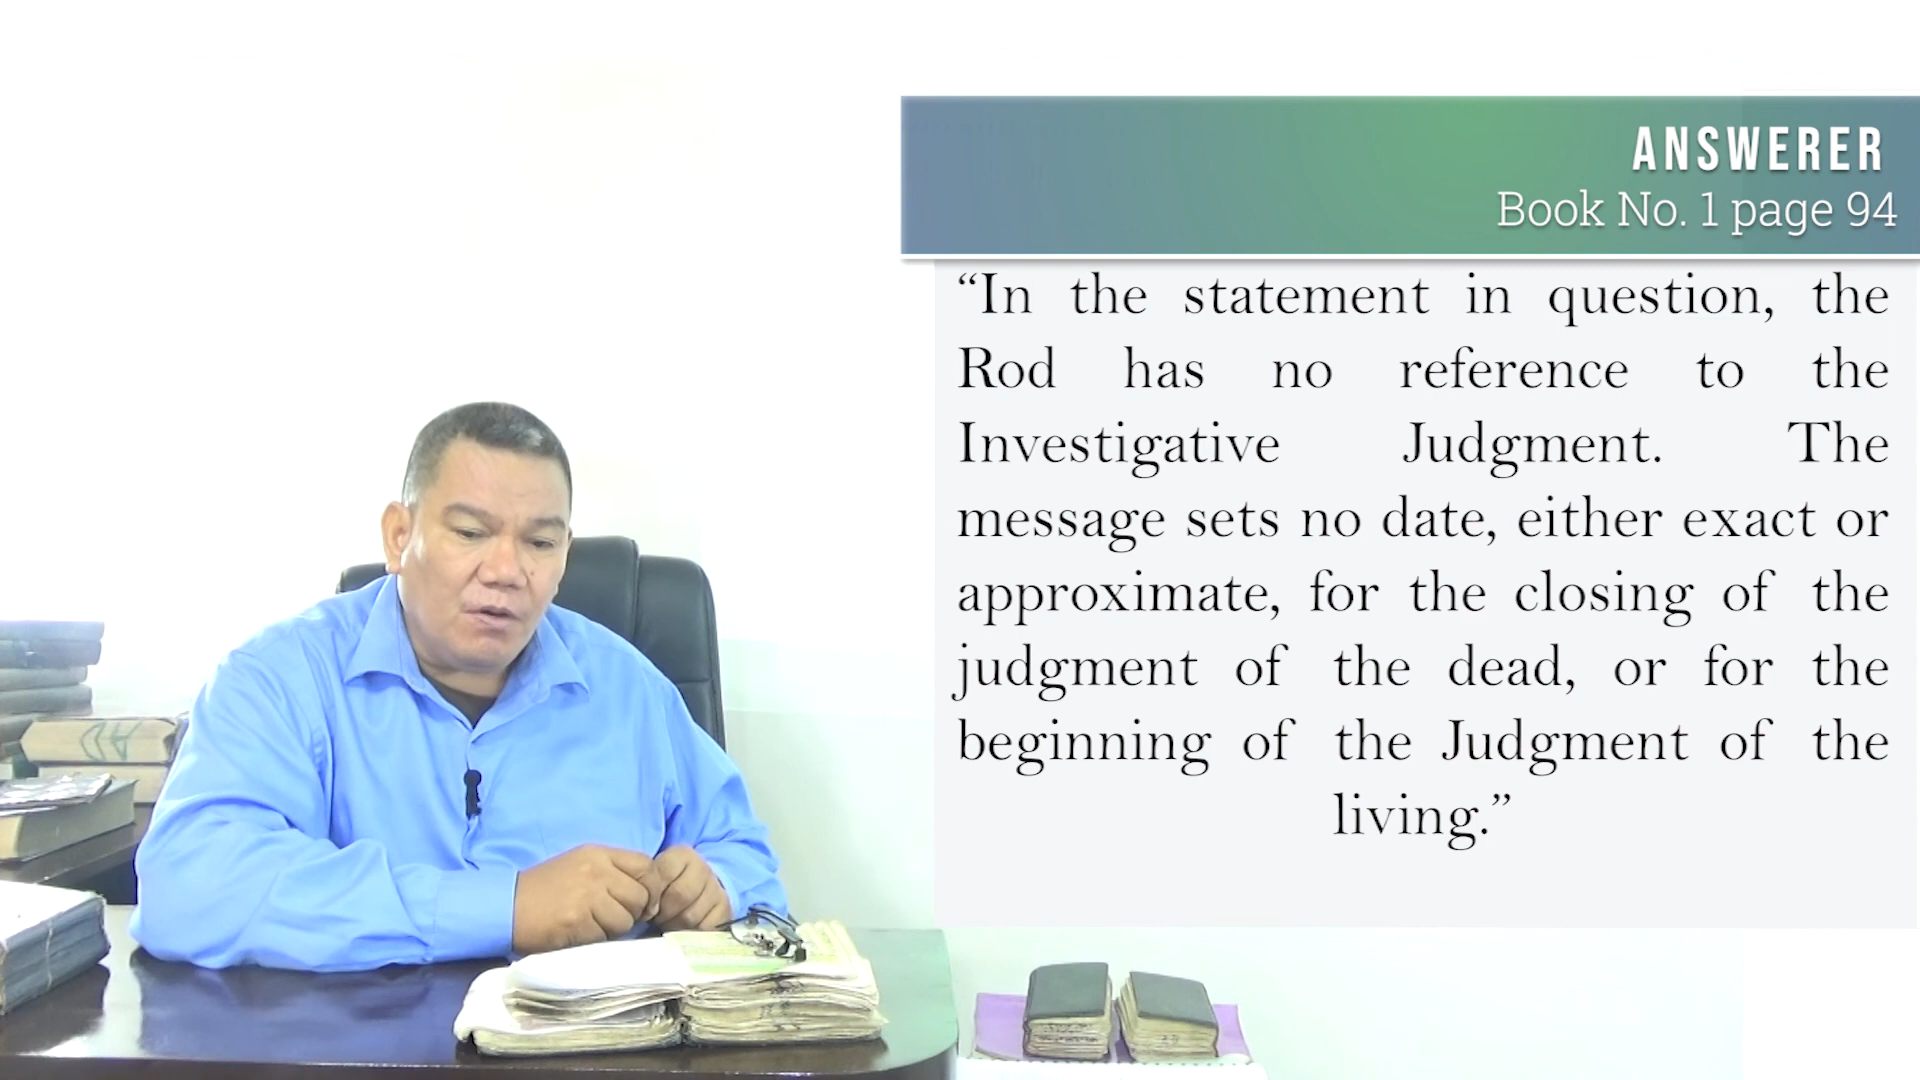 ANSWERER
Book No. 1 page 94
“In the statement in question, the
Rod has no reference to the
Investigative Judgment. The
message sets no date, either exact or
approximate, for the closing of the
judgment of the dead, or for the
beginning of the Judgment of the
living.”